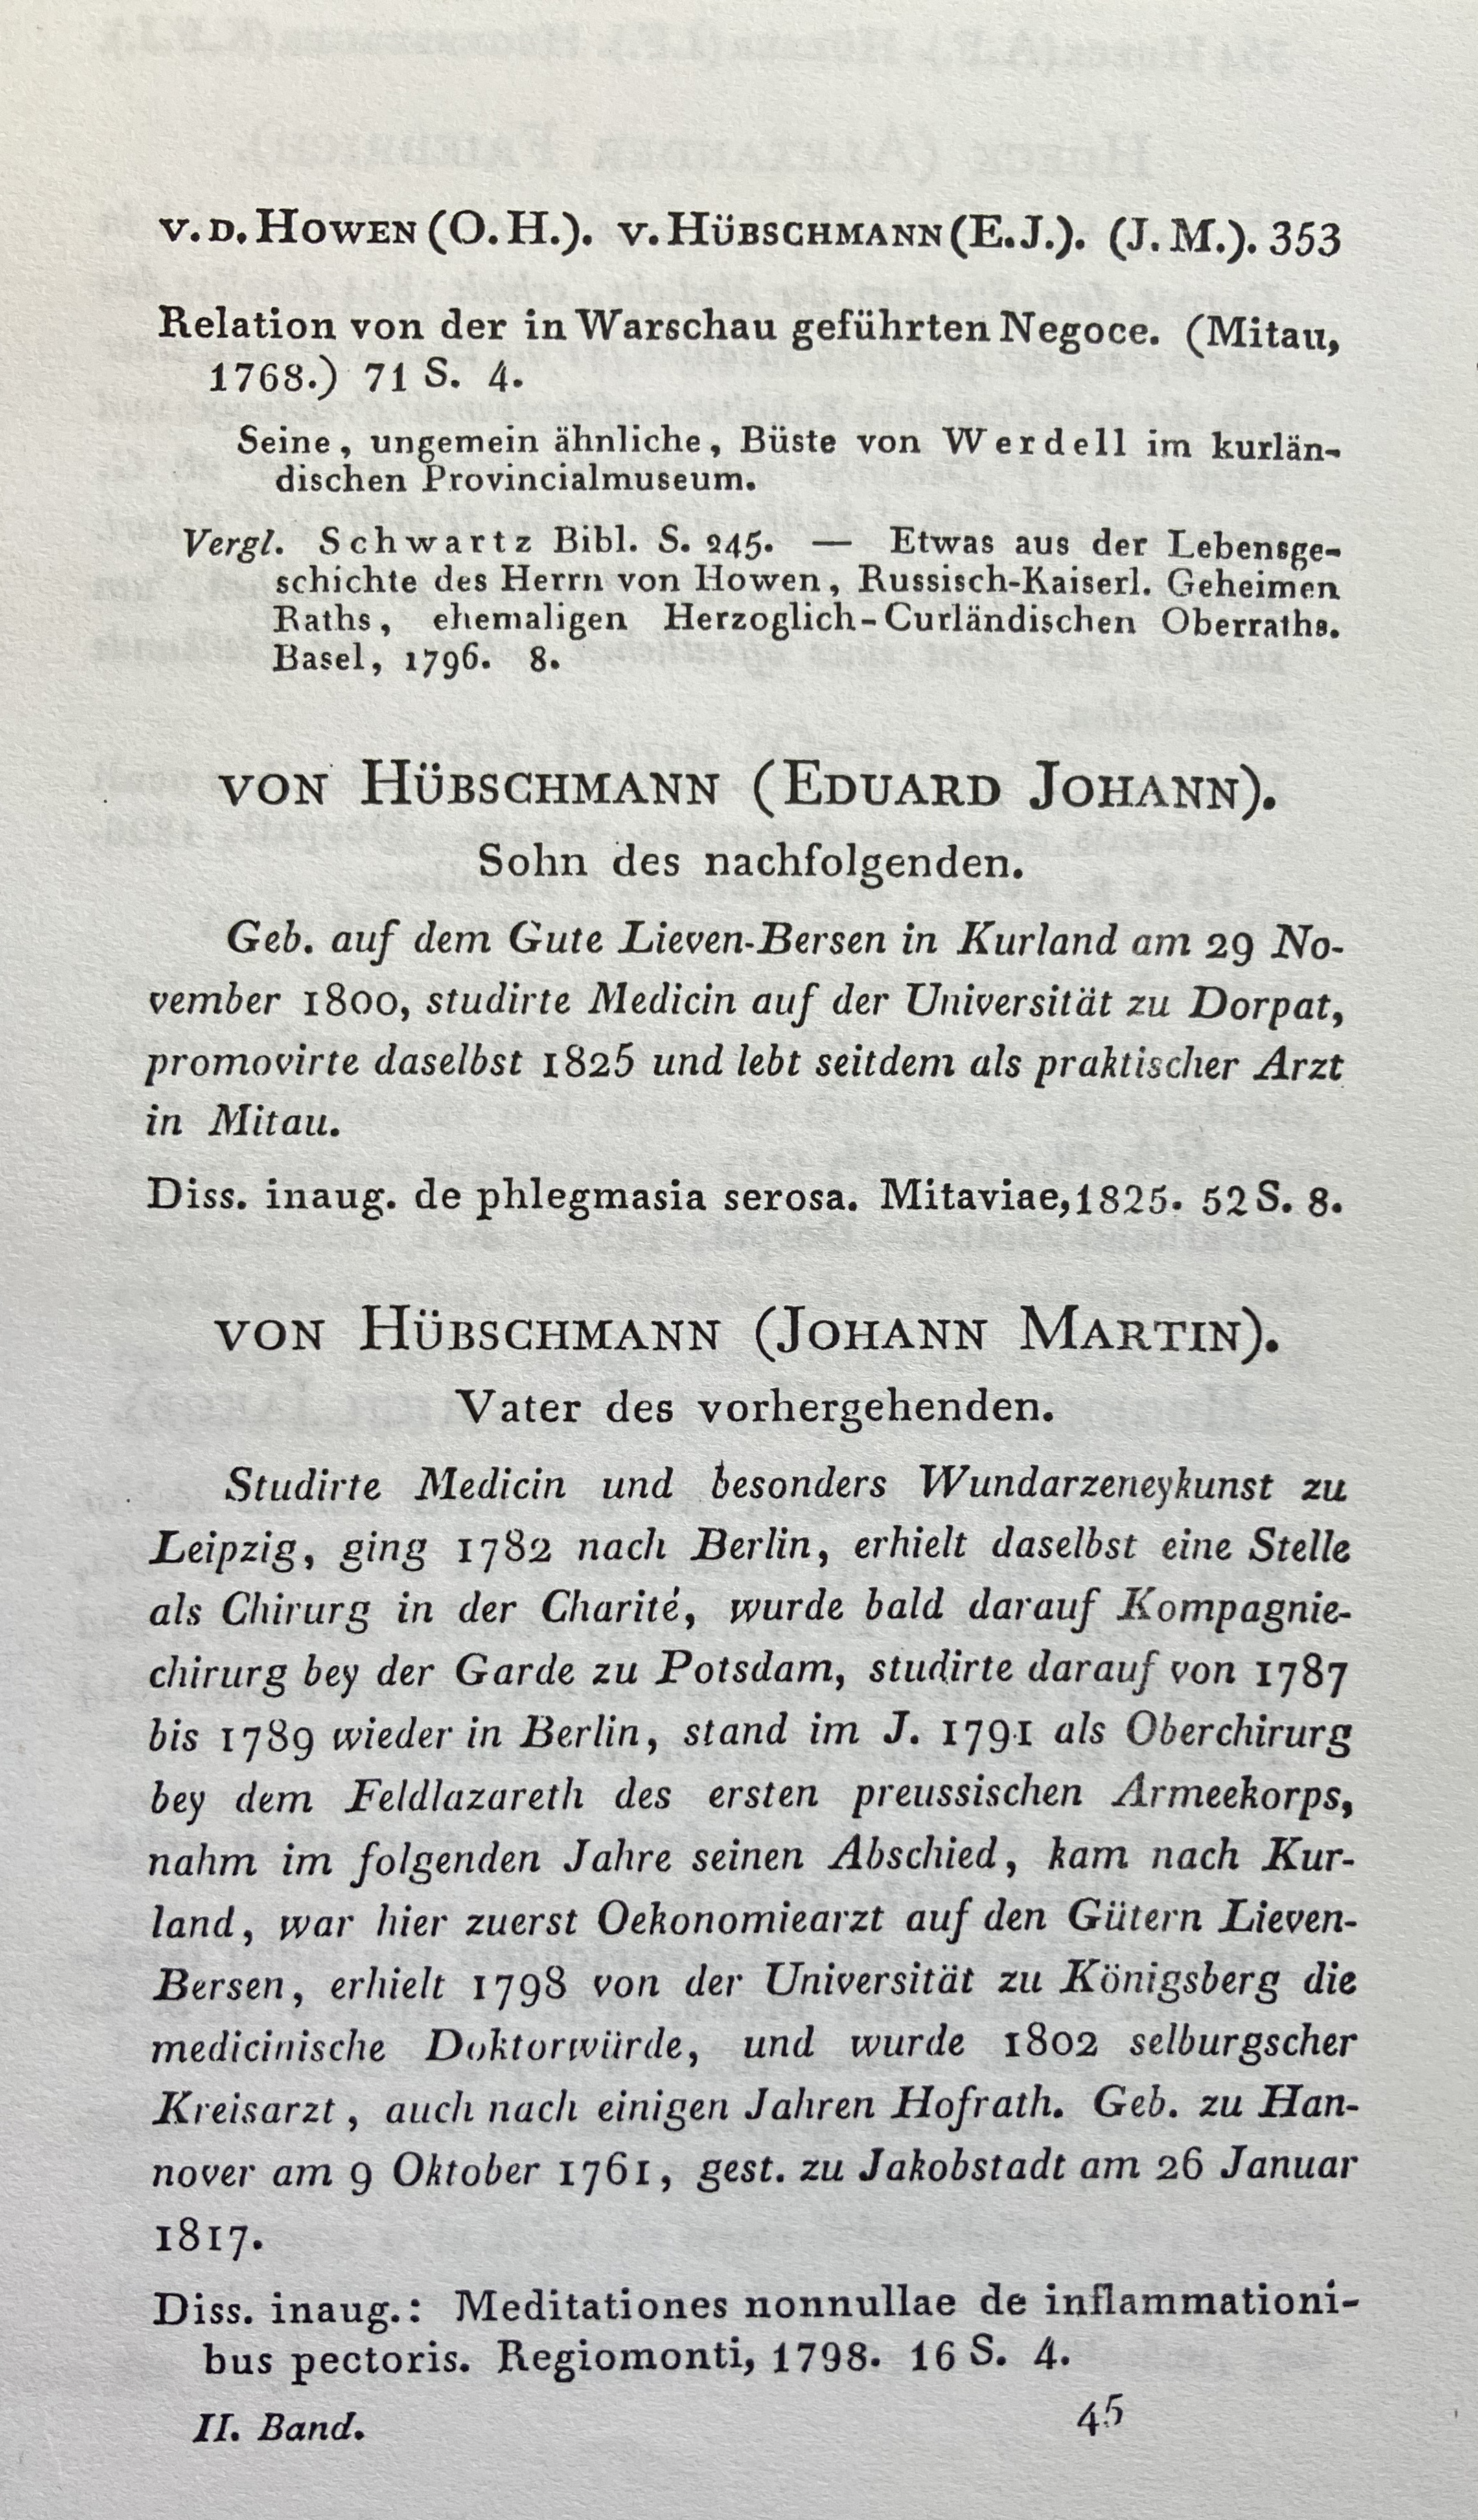 v. d. Howen (O. H.). v. Hübschmann (E. J.). (J. M.). 353
Relation von der in Warschau geführten Negoce. (Mitau,
1768.) 71 S. 4.
Seine, ungemein ähnliche, Büste von Werdell im kurlän-
dischen Provincialmuseum.
Vergl. Schwartz Bibl. S. 245. — Etwas aus der Lebensge-
schichte des Herrn von Howen, Russisch-Kaiserl. Geheimen
Raths, ehemaligen Herzoglich-Curländischen Oberraths.
Basel, 1796. 8.
von Hübschmann (Eduard Johann).
Sohn des nachfolgenden.
Geb. auf dem Gute Lieven-Bersen in Kurland am 29 No-
vember 1800, studirte Medicin auf der Universität zu Dorpat,
promovirte daselbst 1825 und lebt seitdem als praktischer Arzt
in Mitau.
Diss. inaug. de phlegmasia serosa. Mitaviae, 1825. 52 S. 8.
von Hübschmann (Johann Martin).
Vater des vorhergehenden.
Studirte Medicin und besonders Wundarzeneykunst zu
Leipzig, ging 1782 nach Berlin, erhielt daselbst eine Stelle
als Chirurg in der Charité, wurde bald darauf Kompagnie-
chirurg bey der Garde zu Potsdam, studirte darauf von 1787
bis 1789 wieder in Berlin, stand im J. 1791 als Oberchirurg
bey dem Feldlazareth des ersten preussischen Armeekorps,
nahm im folgenden Jahre seinen Abschied, kam nach Kur-
land, war hier zuerst Oekonomiearzt auf den Gütern Lieven-
Bersen, erhielt 1798 von der Universität zu Königsberg die
medicinische Doktorwürde, und wurde 1802 selburgscher
Kreisarzt, auch nach einigen Jahren Hofrath. Geb. zu Han-
nover am 9 Oktober 1761, gest. zu Jakobstadt am 26 Januar
1817.
Diss. inaug.: Meditationes nonnullae de inflammationi-
bus pectoris. Regiomonti, 1798. 16 S. 4.
II. Band. 45